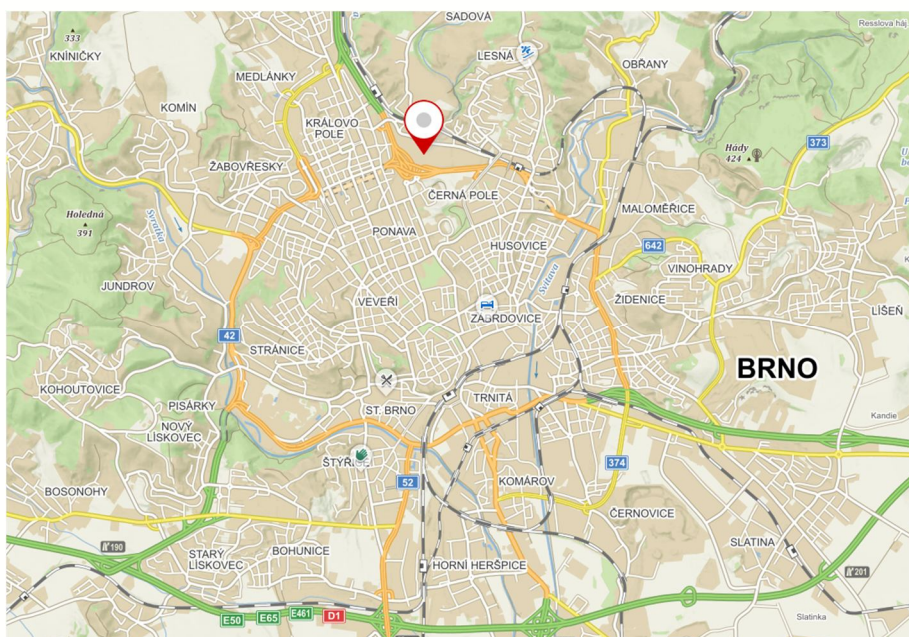 SADOVÁ
333
KNÍNIČKY
Resslova háj.
LESNÁ
OBŘANY
MEDLÁNKY
KOMÍN
KRÁLOVO
POLE
373
Hády
424
ŽABOVŘESKY
ČERNÁ POLE
MALOMĚŘICE
Holedná
391
Svratka
PONAVA
HUSOVICE
642
VINOHRADY
JUNDROV
Svitava
VEVEŘÍ
ŽIDENICE
LÍŠEŇ
ZÁBRDOVICE
42
STRÁNICE
BRNO
KOHOUTOVICE
PISÁRKY
ST. BRNO
TRNITÁ
Kandie
NOVÝ
LÍSKOVEC
ŠTÝŘICE
374
52
BOSONOHY
KOMÁROV
ČERNOVICE
SLATINA
190
STARÝ
LÍSKOVEC
BOHUNICE
HORNÍ HERŠPICE
201
E50
E65
E461
D1
Slatinka